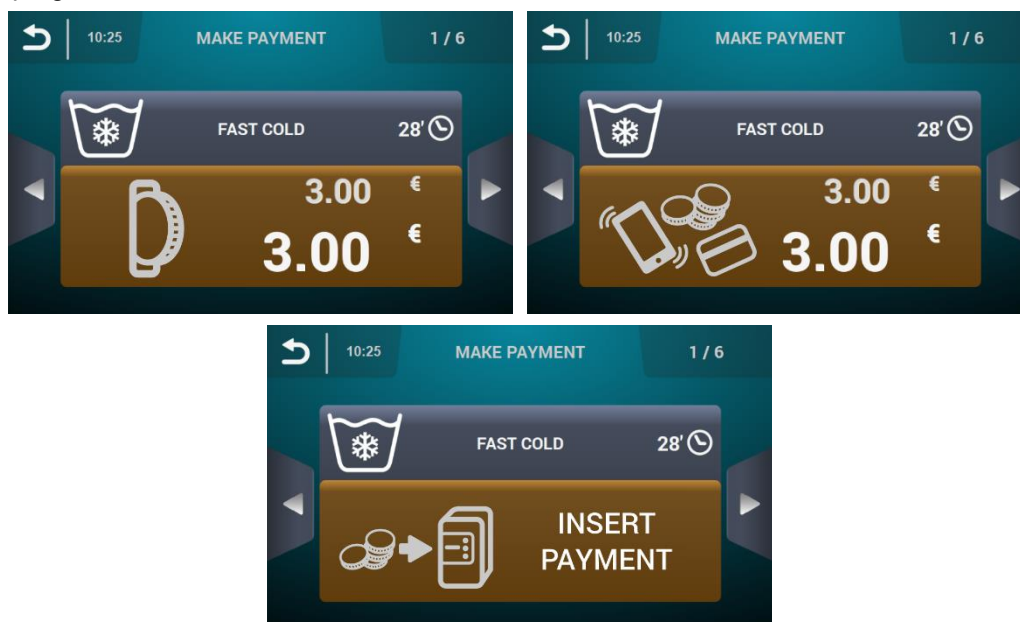 10:25 MAKE PAYMENT 1 / 6
FAST COLD 28'
3.00 €
3.00 €
10:25 MAKE PAYMENT 1 / 6
FAST COLD 28'
3.00 €
3.00 €
10:25 MAKE PAYMENT 1 / 6
FAST COLD 28'
INSERT
PAYMENT